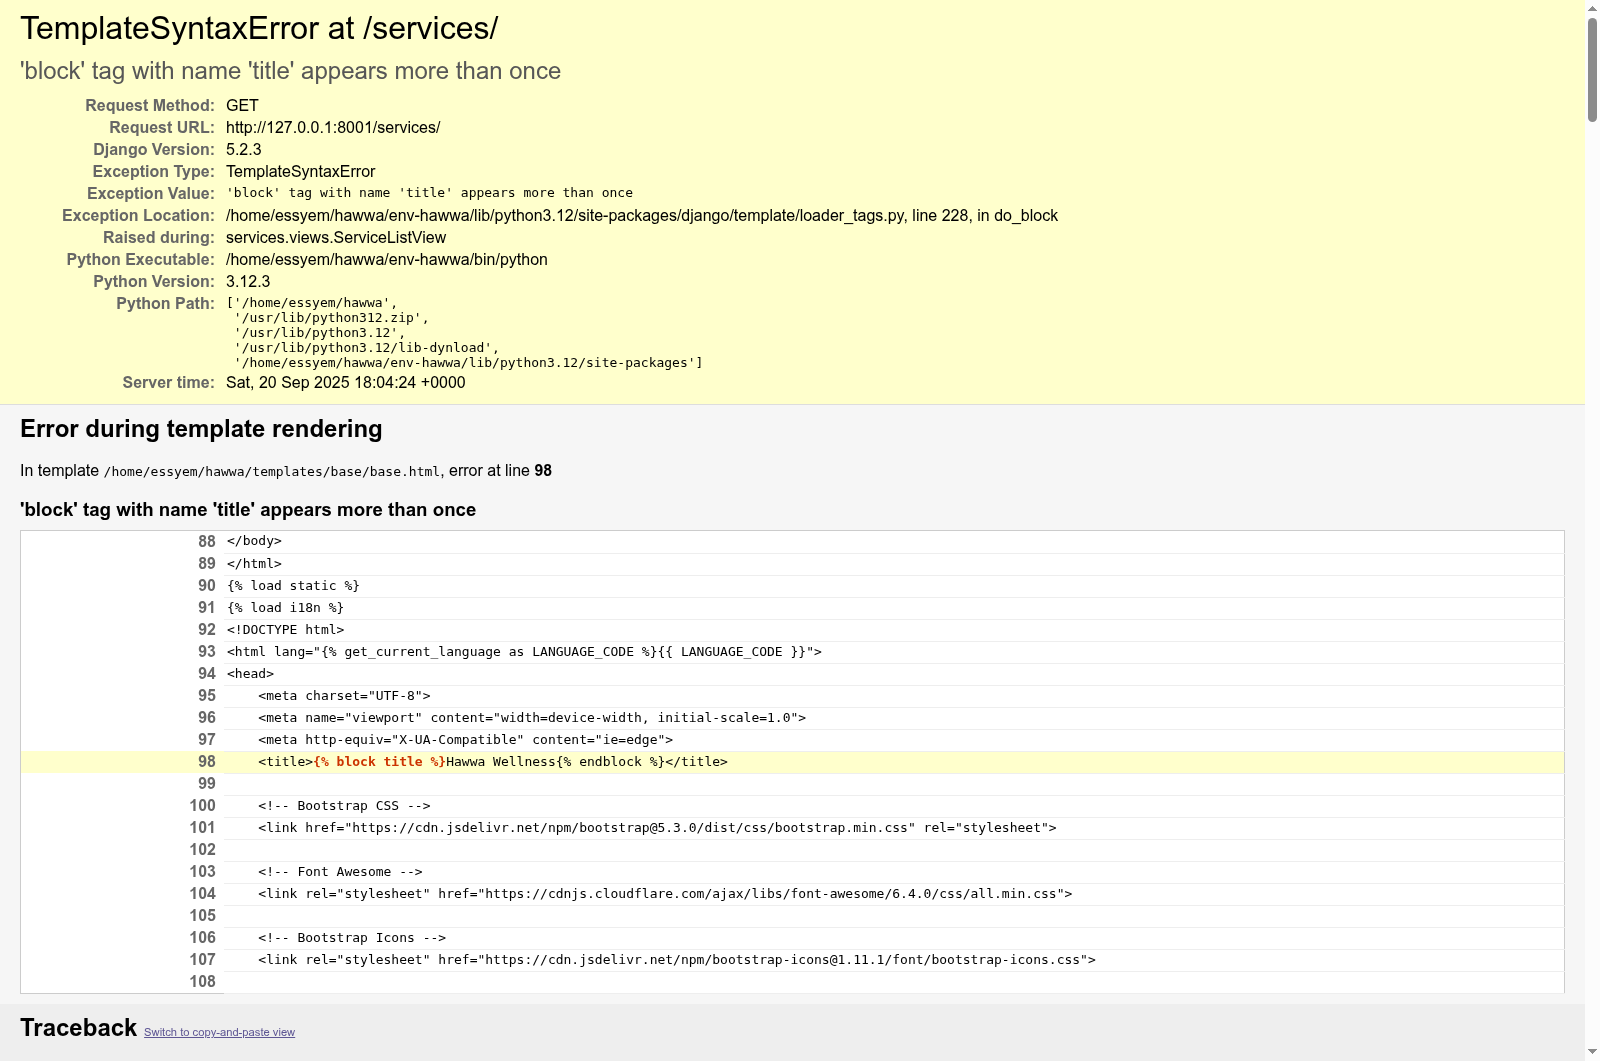 TemplateSyntaxError at /services/
'block' tag with name 'title' appears more than once
Request Method: GET
Request URL: http://127.0.0.1:8001/services/
Django Version: 5.2.3
Exception Type: TemplateSyntaxError
Exception Value: 'block' tag with name 'title' appears more than once
Exception Location: /home/essyem/hawwa/env-hawwa/lib/python3.12/site-packages/django/template/loader_tags.py, line 228, in do_block
Raised during: services.views.ServiceListView
Python Executable: /home/essyem/hawwa/env-hawwa/bin/python
Python Version: 3.12.3
Python Path: ['/home/essyem/hawwa',
'/usr/lib/python312.zip',
'/usr/lib/python3.12',
'/usr/lib/python3.12/lib-dynload',
'/home/essyem/hawwa/env-hawwa/lib/python3.12/site-packages']
Server time: Sat, 20 Sep 2025 18:04:24 +0000
Error during template rendering
In template /home/essyem/hawwa/templates/base/base.html, error at line 98
'block' tag with name 'title' appears more than once
88 </body>
89 </html>
90 {% load static %}
91 {% load i18n %}
92 <!DOCTYPE html>
93 <html lang="{% get_current_language as LANGUAGE_CODE %}{{ LANGUAGE_CODE }}">
94 <head>
95 <meta charset="UTF-8">
96 <meta name="viewport" content="width=device-width, initial-scale=1.0">
97 <meta http-equiv="X-UA-Compatible" content="ie=edge">
98 <title>{% block title %}Hawwa Wellness{% endblock %}</title>
99
100 <!-- Bootstrap CSS -->
101 <link href="https://cdn.jsdelivr.net/npm/bootstrap@5.3.0/dist/css/bootstrap.min.css" rel="stylesheet">
102
103 <!-- Font Awesome -->
104 <link rel="stylesheet" href="https://cdnjs.cloudflare.com/ajax/libs/font-awesome/6.4.0/css/all.min.css">
105
106 <!-- Bootstrap Icons -->
107 <link rel="stylesheet" href="https://cdn.jsdelivr.net/npm/bootstrap-icons@1.11.1/font/bootstrap-icons.css">
108
Traceback Switch to copy-and-paste view